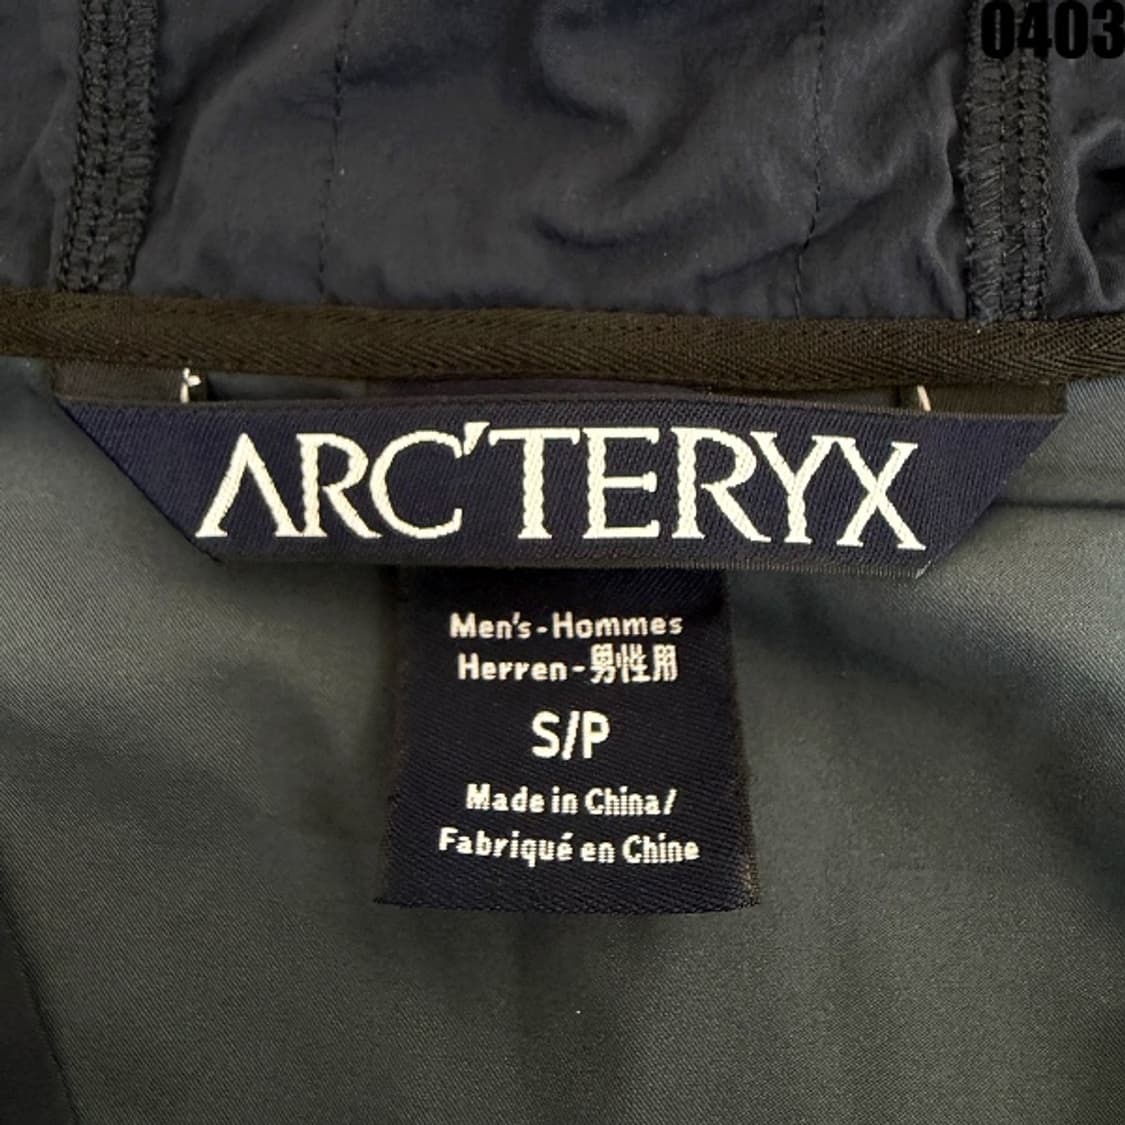 0403
ARC'TERYX
Men's-Hommes
Herren-男性用
S/P
Made in China/
Fabriqué en Chine